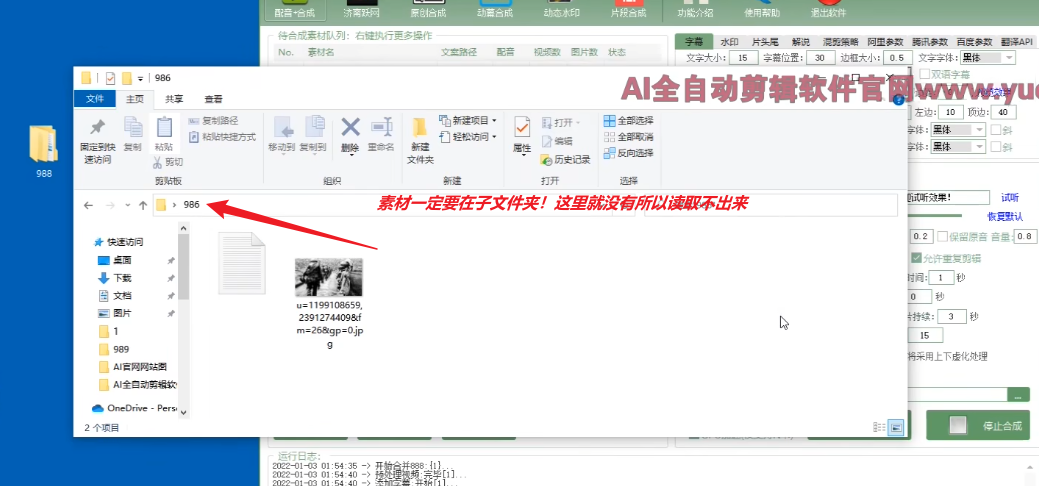 配音+合成 济南跃问 原创合成 动画合成 动态水印 片段合成 功能介绍 使用帮助 退出软件
待合成素材队列：右键执行更多操作
No. 素材名 文案路径 配音 视频数 图片数 状态
字幕 水印 片头尾 解说 混剪策略 阿里参数 腾讯参数 百度参数 翻译API
文字大小: 15 字幕位置: 30 边框大小: 0.5 文字字体: 黑体
双语字幕
AI全自动剪辑软件官网www.yue
左边: 10 顶边: 40
字体: 黑体 斜
字体: 黑体 斜
986
文件 主页 共享 查看
固定到快速访问
复制
粘贴
复制路径
粘贴快捷方式
剪切
剪贴板
移动到 复制到 删除 重命名
组织
新建文件夹
新建项目
轻松访问
新建
属性
打开
编辑
历史记录
打开
全部选择
全部取消
反向选择
选择
988
986
素材一定要在子文件夹！这里就没有所以读取不出来
快速访问
桌面
下载
文档
图片
1
989
AI官网网站图
AI全自动剪辑软
OneDrive - Pers
u=1199108659,
2391274409&f
m=26&gp=0.jp
g
2 个项目
试听效果! 试听
恢复默认
0.2 保留原音 音量: 0.8
允许重复剪辑
时间: 1 秒
0 秒
片持续: 3 秒
15
将采用上下虚化处理
...
停止合成
运行日志:
2022-01-03 01:54:35 -> 开始合并888:{1}...
2022-01-03 01:54:40 -> 待处理视频:完毕[1]...
2022-01-03 01:54:40 -> 添加字幕:开始[1]...